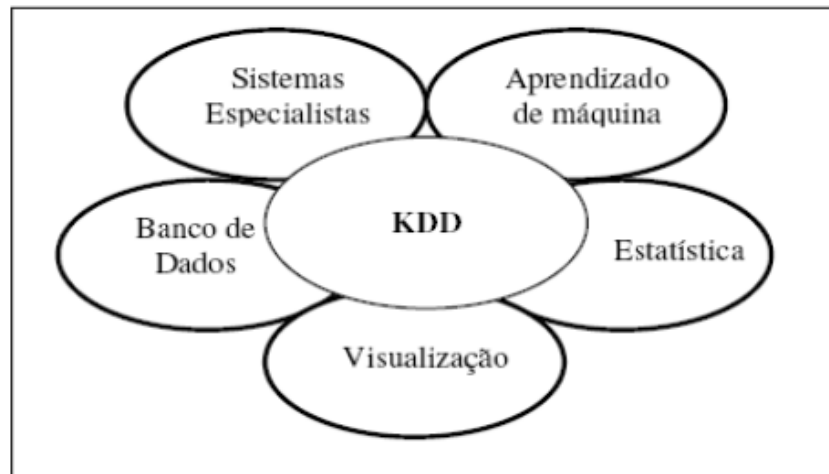 Sistemas
Especialistas
Aprendizado
de máquina
KDD
Banco de
Dados
Estatística
Visualização